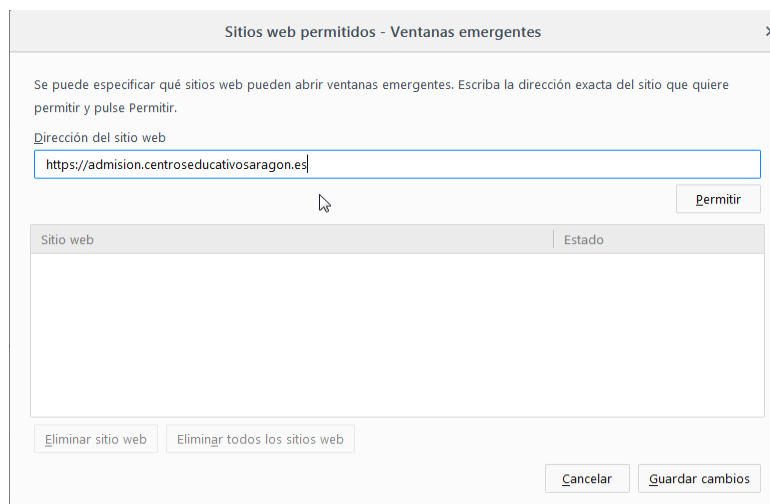 Sitios web permitidos - Ventanas emergentes
Se puede especificar qué sitios web pueden abrir ventanas emergentes. Escriba la dirección exacta del sitio que quiere
permitir y pulse Permitir.
Dirección del sitio web
https://admision.centroseducativosaragon.es
Permitir
Sitio web Estado
Eliminar sitio web Eliminar todos los sitios web
Cancelar Guardar cambios